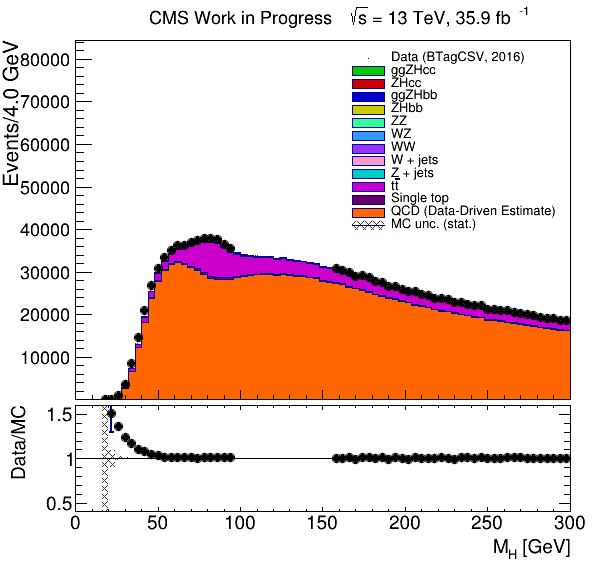 CMS Work in Progress √s = 13 TeV, 35.9 fb -1
Events/4.0 GeV
80000
70000
60000
50000
40000
30000
20000
10000
Data (BTagCSV, 2016)
ggZHcc
ZHcc
ggZHbb
ZHbb
ZZ
WZ
WW
W + jets
Z + jets
tt̅
Single top
QCD (Data-Driven Estimate)
MC unc. (stat.)
Data/MC
1.5
1
0.5
0 50 100 150 200 250 300
M_H [GeV]